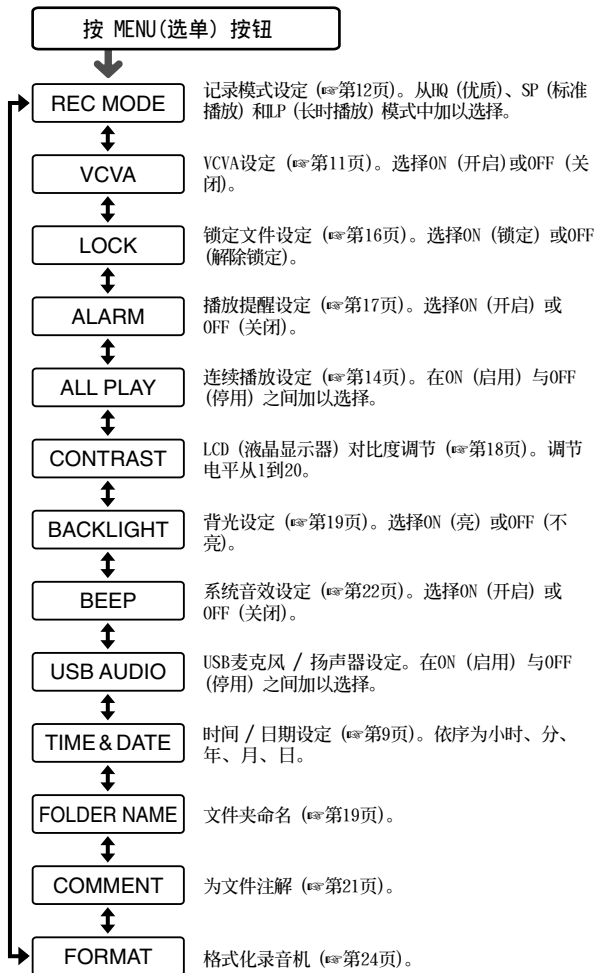 按 MENU(选单) 按钮
REC MODE
记录模式设定 (☞第12页)。从HQ (优质)、SP (标准
播放) 和LP (长时播放) 模式中加以选择。
VCVA
VCVA设定 (☞第11页)。选择ON (开启)或OFF (关
闭)。
LOCK
锁定文件设定 (☞第16页)。选择ON (锁定) 或OFF
(解除锁定)。
ALARM
播放提醒设定 (☞第17页)。选择ON (开启) 或
OFF (关闭)。
ALL PLAY
连续播放设定 (☞第14页)。在ON (启用) 与OFF
(停用) 之间加以选择。
CONTRAST
LCD (液晶显示器) 对比度调节 (☞第18页)。调节
电平从1到20。
BACKLIGHT
背光设定 (☞第19页)。选择ON (亮) 或OFF (不
亮)。
BEEP
系统音效设定 (☞第22页)。选择ON (开启) 或
OFF (关闭)。
USB AUDIO
USB麦克风 / 扬声器设定。在ON (启用) 与OFF
(停用) 之间加以选择。
TIME & DATE
时间 / 日期设定 (☞第9页)。依序为小时、分、
年、月、日。
FOLDER NAME
文件夹命名 (☞第19页)。
COMMENT
为文件注解 (☞第21页)。
FORMAT
格式化录音机 (☞第24页)。